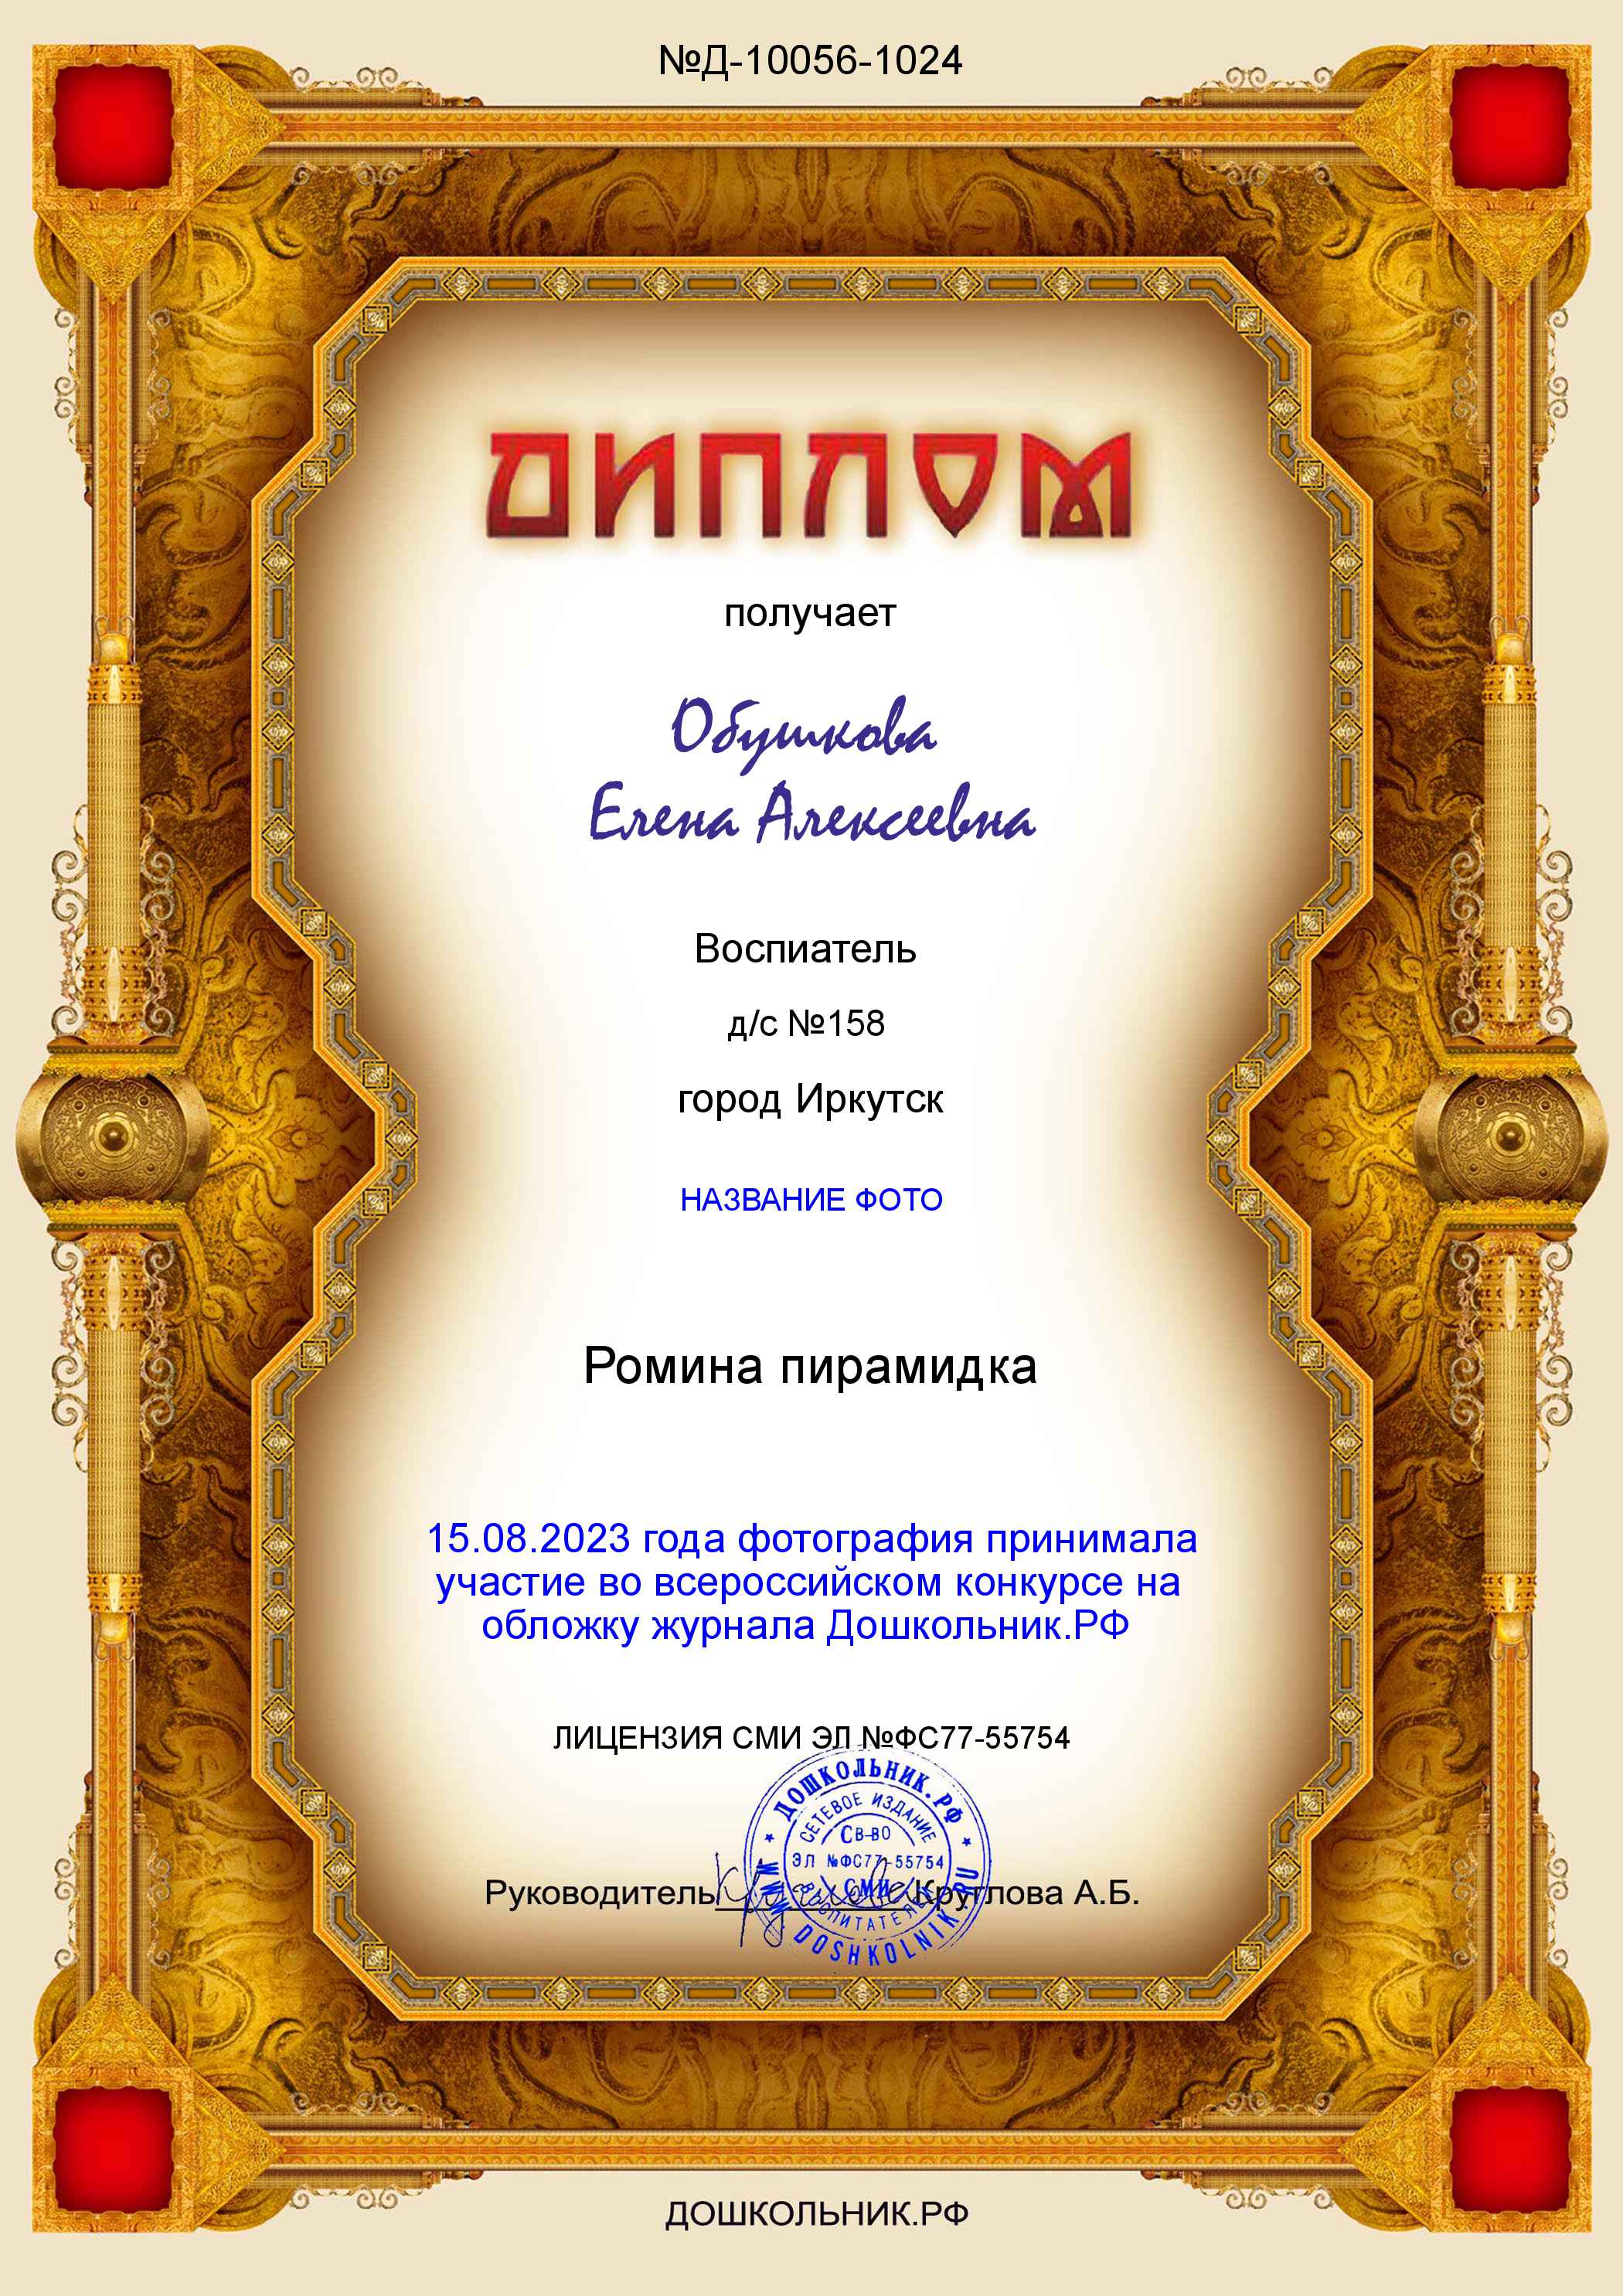 №Д-10056-1024
ДИПЛОМ
получает
Обушкова
Елена Алексеевна
Воспиатель
д/с №158
город Иркутск
НАЗВАНИЕ ФОТО
Ромина пирамидка
15.08.2023 года фотография принимала
участие во всероссийском конкурсе на
обложку журнала Дошкольник.РФ
ЛИЦЕНЗИЯ СМИ ЭЛ №ФС77-55754
ДОШКОЛЬНИК.РФ
СЕТЕВОЕ ИЗДАНИЕ
СВ-ВО
ЭЛ №ФС77-55754
СМИ
ВОСПИТАТЕЛЮ
WWW.DOSHKOLNIK.RU
Руководитель Круглова А.Б.
ДОШКОЛЬНИК.РФ